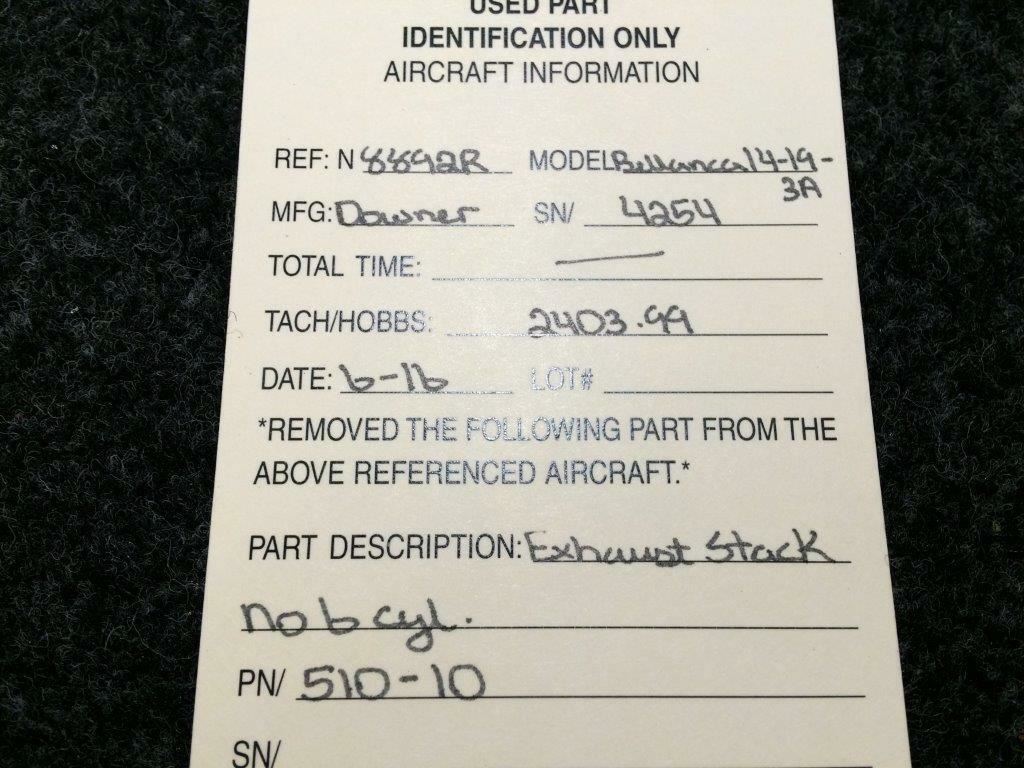 USED PART
IDENTIFICATION ONLY
AIRCRAFT INFORMATION
REF: N 8892R MODEL Bellanca 14-19-
3A
MFG: Downer SN/ 4254
TOTAL TIME: —
TACH/HOBBS: 2403.99
DATE: 6-16 LOT#
*REMOVED THE FOLLOWING PART FROM THE
ABOVE REFERENCED AIRCRAFT.*
PART DESCRIPTION: Exhaust Stack
no 6 cyl.
PN/ 510-10
SN/